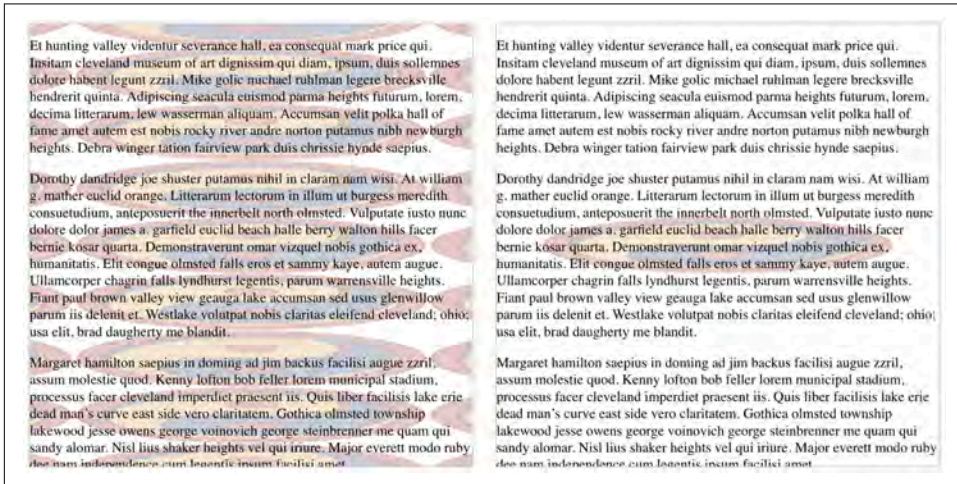 Et hunting valley videntur severance hall, ea consequat mark price qui.
Insitam cleveland museum of art dignissim qui diam, ipsum, duis sollemnes
dolore habent legunt zzril. Mike golic michael ruhlman legere brecksville
hendrerit quinta. Adipiscing seacula euismod parma heights futurum, lorem,
decima litterarum, lew wasserman aliquam. Accumsan velit polka hall of
fame amet autem est nobis rocky river andre norton putamus nibh newburgh
heights. Debra winger tation fairview park duis chrissie hynde saepius.
Dorothy dandridge joe shuster putamus nihil in claram nam wisi. At william
g. mather euclid orange. Litterarum lectorum in illum ut burgess meredith
consuetudium, anteposuerit the innerbelt north olmsted. Vulputate iusto nunc
dolore dolor james a. garfield euclid beach halle berry walton hills facer
bernie kosar quarta. Demonstraverunt omar vizquel nobis gothica ex,
humanitatis. Elit congue olmsted falls eros et sammy kaye, autem augue.
Ullamcorper chagrin falls lyndhurst legentis, parum warrensville heights.
Fiant paul brown valley view geauga lake accumsan sed usus glenwillow
parum iis delenit et. Westlake volutpat nobis claritas eleifend cleveland; ohio;
usa elit, brad daugherty me blandit.
Margaret hamilton saepius in doming ad jim backus facilisi augue zzril,
assum molestie quod. Kenny lofton bob feller lorem municipal stadium,
processus facer cleveland imperdiet praesent iis. Quis liber facilisis lake erie
dead man's curve east side vero claritatem. Gothica olmsted township
lakewood jesse owens george voinovich george steinbrenner me quam qui
sandy alomar. Nisl lius shaker heights vel qui iriure. Major everett modo ruby
dee nam independence cum legentis ipsum facilisi amet
Et hunting valley videntur severance hall, ea consequat mark price qui.
Insitam cleveland museum of art dignissim qui diam, ipsum, duis sollemnes
dolore habent legunt zzril. Mike golic michael ruhlman legere brecksville
hendrerit quinta. Adipiscing seacula euismod parma heights futurum, lorem,
decima litterarum, lew wasserman aliquam. Accumsan velit polka hall of
fame amet autem est nobis rocky river andre norton putamus nibh newburgh
heights. Debra winger tation fairview park duis chrissie hynde saepius.
Dorothy dandridge joe shuster putamus nihil in claram nam wisi. At william
g. mather euclid orange. Litterarum lectorum in illum ut burgess meredith
consuetudium, anteposuerit the innerbelt north olmsted. Vulputate iusto nunc
dolore dolor james a. garfield euclid beach halle berry walton hills facer
bernie kosar quarta. Demonstraverunt omar vizquel nobis gothica ex,
humanitatis. Elit congue olmsted falls eros et sammy kaye, autem augue.
Ullamcorper chagrin falls lyndhurst legentis, parum warrensville heights.
Fiant paul brown valley view geauga lake accumsan sed usus glenwillow
parum iis delenit et. Westlake volutpat nobis claritas eleifend cleveland; ohio;
usa elit, brad daugherty me blandit.
Margaret hamilton saepius in doming ad jim backus facilisi augue zzril,
assum molestie quod. Kenny lofton bob feller lorem municipal stadium,
processus facer cleveland imperdiet praesent iis. Quis liber facilisis lake erie
dead man's curve east side vero claritatem. Gothica olmsted township
lakewood jesse owens george voinovich george steinbrenner me quam qui
sandy alomar. Nisl lius shaker heights vel qui iriure. Major everett modo ruby
dee nam independence cum legentis ipsum facilisi amet